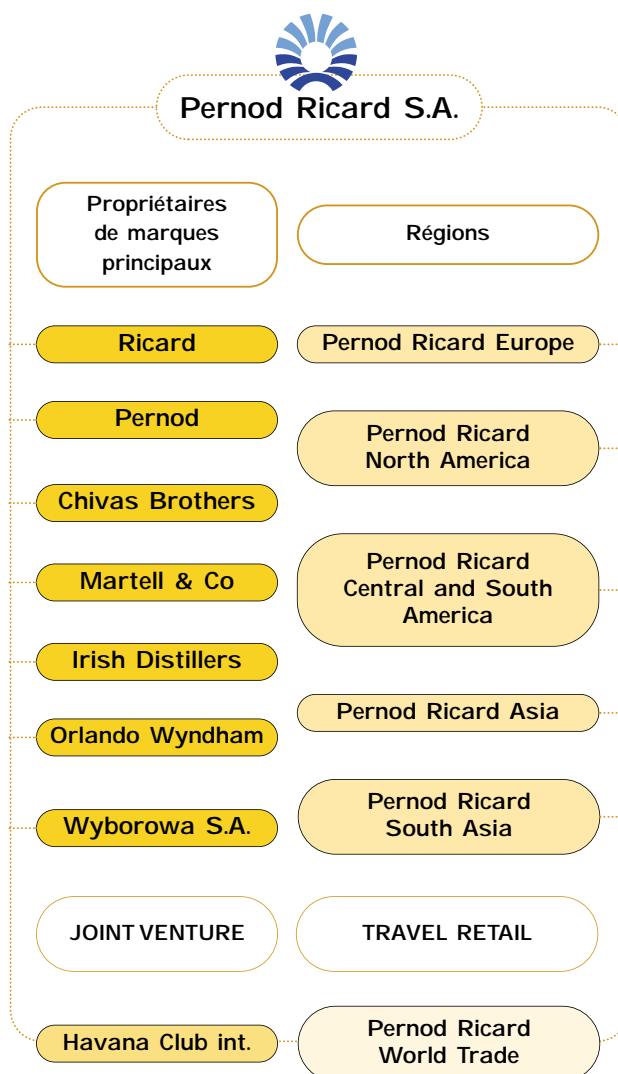 Pernod Ricard S.A.
Propriétaires
de marques
principaux
Ricard
Pernod
Chivas Brothers
Martell & Co
Irish Distillers
Orlando Wyndham
Wyborowa S.A.
JOINT VENTURE
Havana Club int.
Régions
Pernod Ricard Europe
Pernod Ricard
North America
Pernod Ricard
Central and South
America
Pernod Ricard Asia
Pernod Ricard
South Asia
TRAVEL RETAIL
Pernod Ricard
World Trade